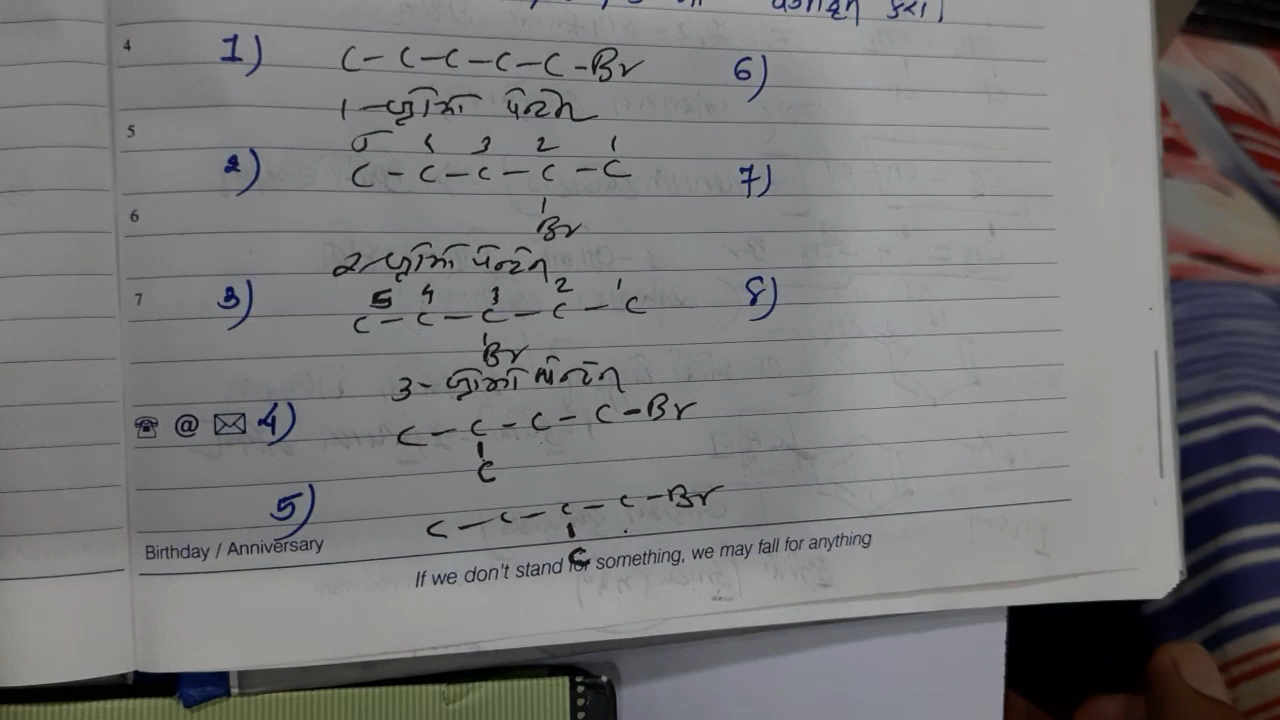 4 1) C-C-C-C-C-Br 6)
1-બ્રોમો પેન્ટેન
5 4 3 2 1
5 2) C-C-C-C-C 7)
Br
6
2-બ્રોમો પેન્ટેન
5 4 3 2 1
7 3) C-C-C-C-C 8)
Br
3-બ્રોમો પેન્ટેન
4) C-C-C-C-Br
C
5) C-C-C-C-Br
C
Birthday / Anniversary
If we don't stand for something, we may fall for anything